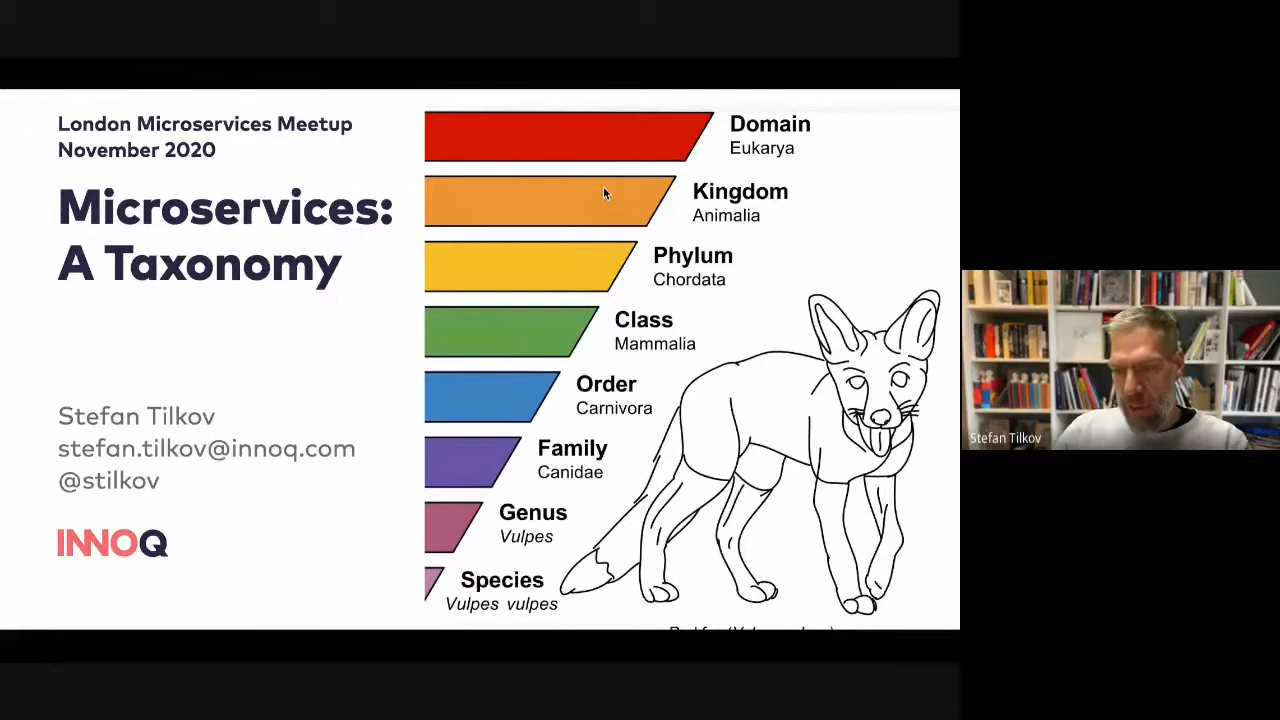 London Microservices Meetup
November 2020
Microservices:
A Taxonomy
Stefan Tilkov
stefan.tilkov@innoq.com
@stilkov
INNOQ
Domain
Eukarya
Kingdom
Animalia
Phylum
Chordata
Class
Mammalia
Order
Carnivora
Family
Canidae
Genus
Vulpes
Species
Vulpes vulpes
Stefan Tilkov